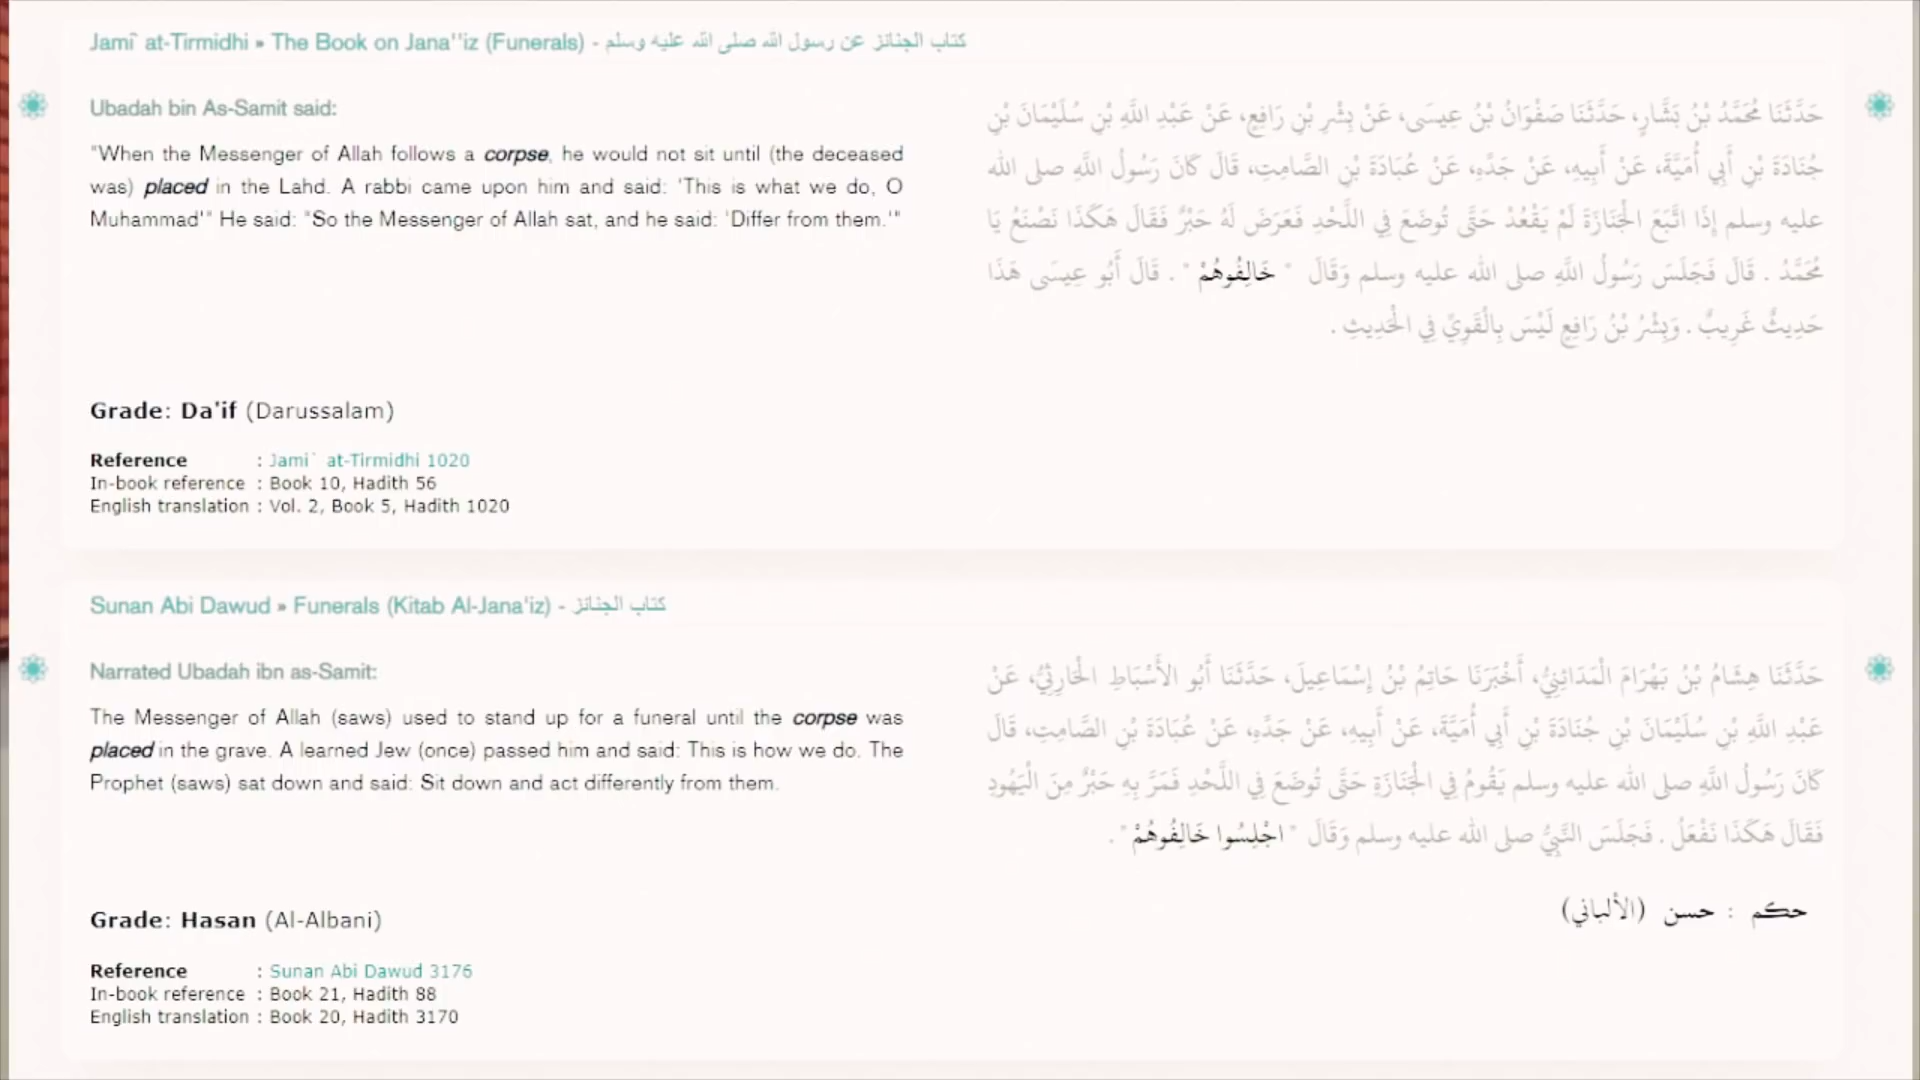 Jami` at-Tirmidhi » The Book on Jana''iz (Funerals) - كتاب الجنائز عن رسول الله صلى الله عليه وسلم
Ubadah bin As-Samit said:
"When the Messenger of Allah follows a corpse, he would not sit until (the deceased
was) placed in the Lahd. A rabbi came upon him and said: 'This is what we do, O
Muhammad'" He said: "So the Messenger of Allah sat, and he said: 'Differ from them.'"
حَدَّثَنَا مُحَمَّدُ بْنُ بَشَّارٍ، حَدَّثَنَا صَفْوَانُ بْنُ عِيسَى، عَنْ بِشْرِ بْنِ رَافِعٍ، عَنْ عَبْدِ اللَّهِ بْنِ سُلَيْمَانَ بْنِ
جُنَادَةَ بْنِ أَبِي أُمَيَّةَ، عَنْ أَبِيهِ، عَنْ جَدِّهِ، عَنْ عُبَادَةَ بْنِ الصَّامِتِ، قَالَ كَانَ رَسُولُ اللَّهِ صلى الله
عليه وسلم إِذَا اتَّبَعَ الْجَنَازَةَ لَمْ يَقْعُدْ حَتَّى تُوضَعَ فِي اللَّحْدِ فَعَرَضَ لَهُ حَبْرٌ فَقَالَ هَكَذَا نَصْنَعُ يَا
مُحَمَّدُ . قَالَ فَجَلَسَ رَسُولُ اللَّهِ صلى الله عليه وسلم وَقَالَ " خَالِفُوهُمْ " . قَالَ أَبُو عِيسَى هَذَا
حَدِيثٌ غَرِيبٌ . وَبِشْرُ بْنُ رَافِعٍ لَيْسَ بِالْقَوِيِّ فِي الْحَدِيثِ .
Grade: Da'if (Darussalam)
Reference : Jami` at-Tirmidhi 1020
In-book reference : Book 10, Hadith 56
English translation : Vol. 2, Book 5, Hadith 1020
Sunan Abi Dawud » Funerals (Kitab Al-Jana'iz) - كتاب الجنائز
Narrated Ubadah ibn as-Samit:
The Messenger of Allah (saws) used to stand up for a funeral until the corpse was
placed in the grave. A learned Jew (once) passed him and said: This is how we do. The
Prophet (saws) sat down and said: Sit down and act differently from them.
حَدَّثَنَا هِشَامُ بْنُ بَهْرَامَ الْمَدَائِنِيُّ، أَخْبَرَنَا حَاتِمُ بْنُ إِسْمَاعِيلَ، حَدَّثَنَا أَبُو الأَسْبَاطِ الْحَارِثِيُّ، عَنْ
عَبْدِ اللَّهِ بْنِ سُلَيْمَانَ بْنِ جُنَادَةَ بْنِ أَبِي أُمَيَّةَ، عَنْ أَبِيهِ، عَنْ جَدِّهِ، عَنْ عُبَادَةَ بْنِ الصَّامِتِ، قَالَ
كَانَ رَسُولُ اللَّهِ صلى الله عليه وسلم يَقُومُ فِي الْجَنَازَةِ حَتَّى تُوضَعَ فِي اللَّحْدِ فَمَرَّ بِهِ حَبْرٌ مِنَ الْيَهُودِ
فَقَالَ هَكَذَا نَفْعَلُ . فَجَلَسَ النَّبِيُّ صلى الله عليه وسلم وَقَالَ " اجْلِسُوا خَالِفُوهُمْ " .
Grade: Hasan (Al-Albani)
حكم : حسن (الألباني)
Reference : Sunan Abi Dawud 3176
In-book reference : Book 21, Hadith 88
English translation : Book 20, Hadith 3170